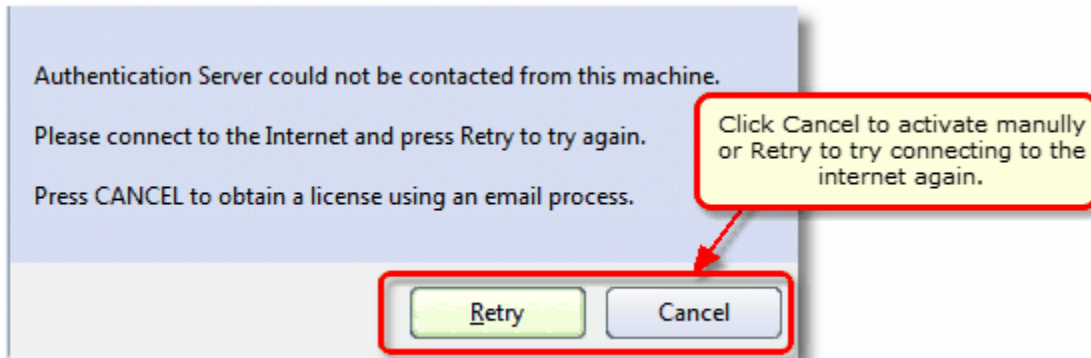 Authentication Server could not be contacted from this machine.
Please connect to the Internet and press Retry to try again.
Press CANCEL to obtain a license using an email process.
Click Cancel to activate manully
or Retry to try connecting to the
internet again.
Retry
Cancel